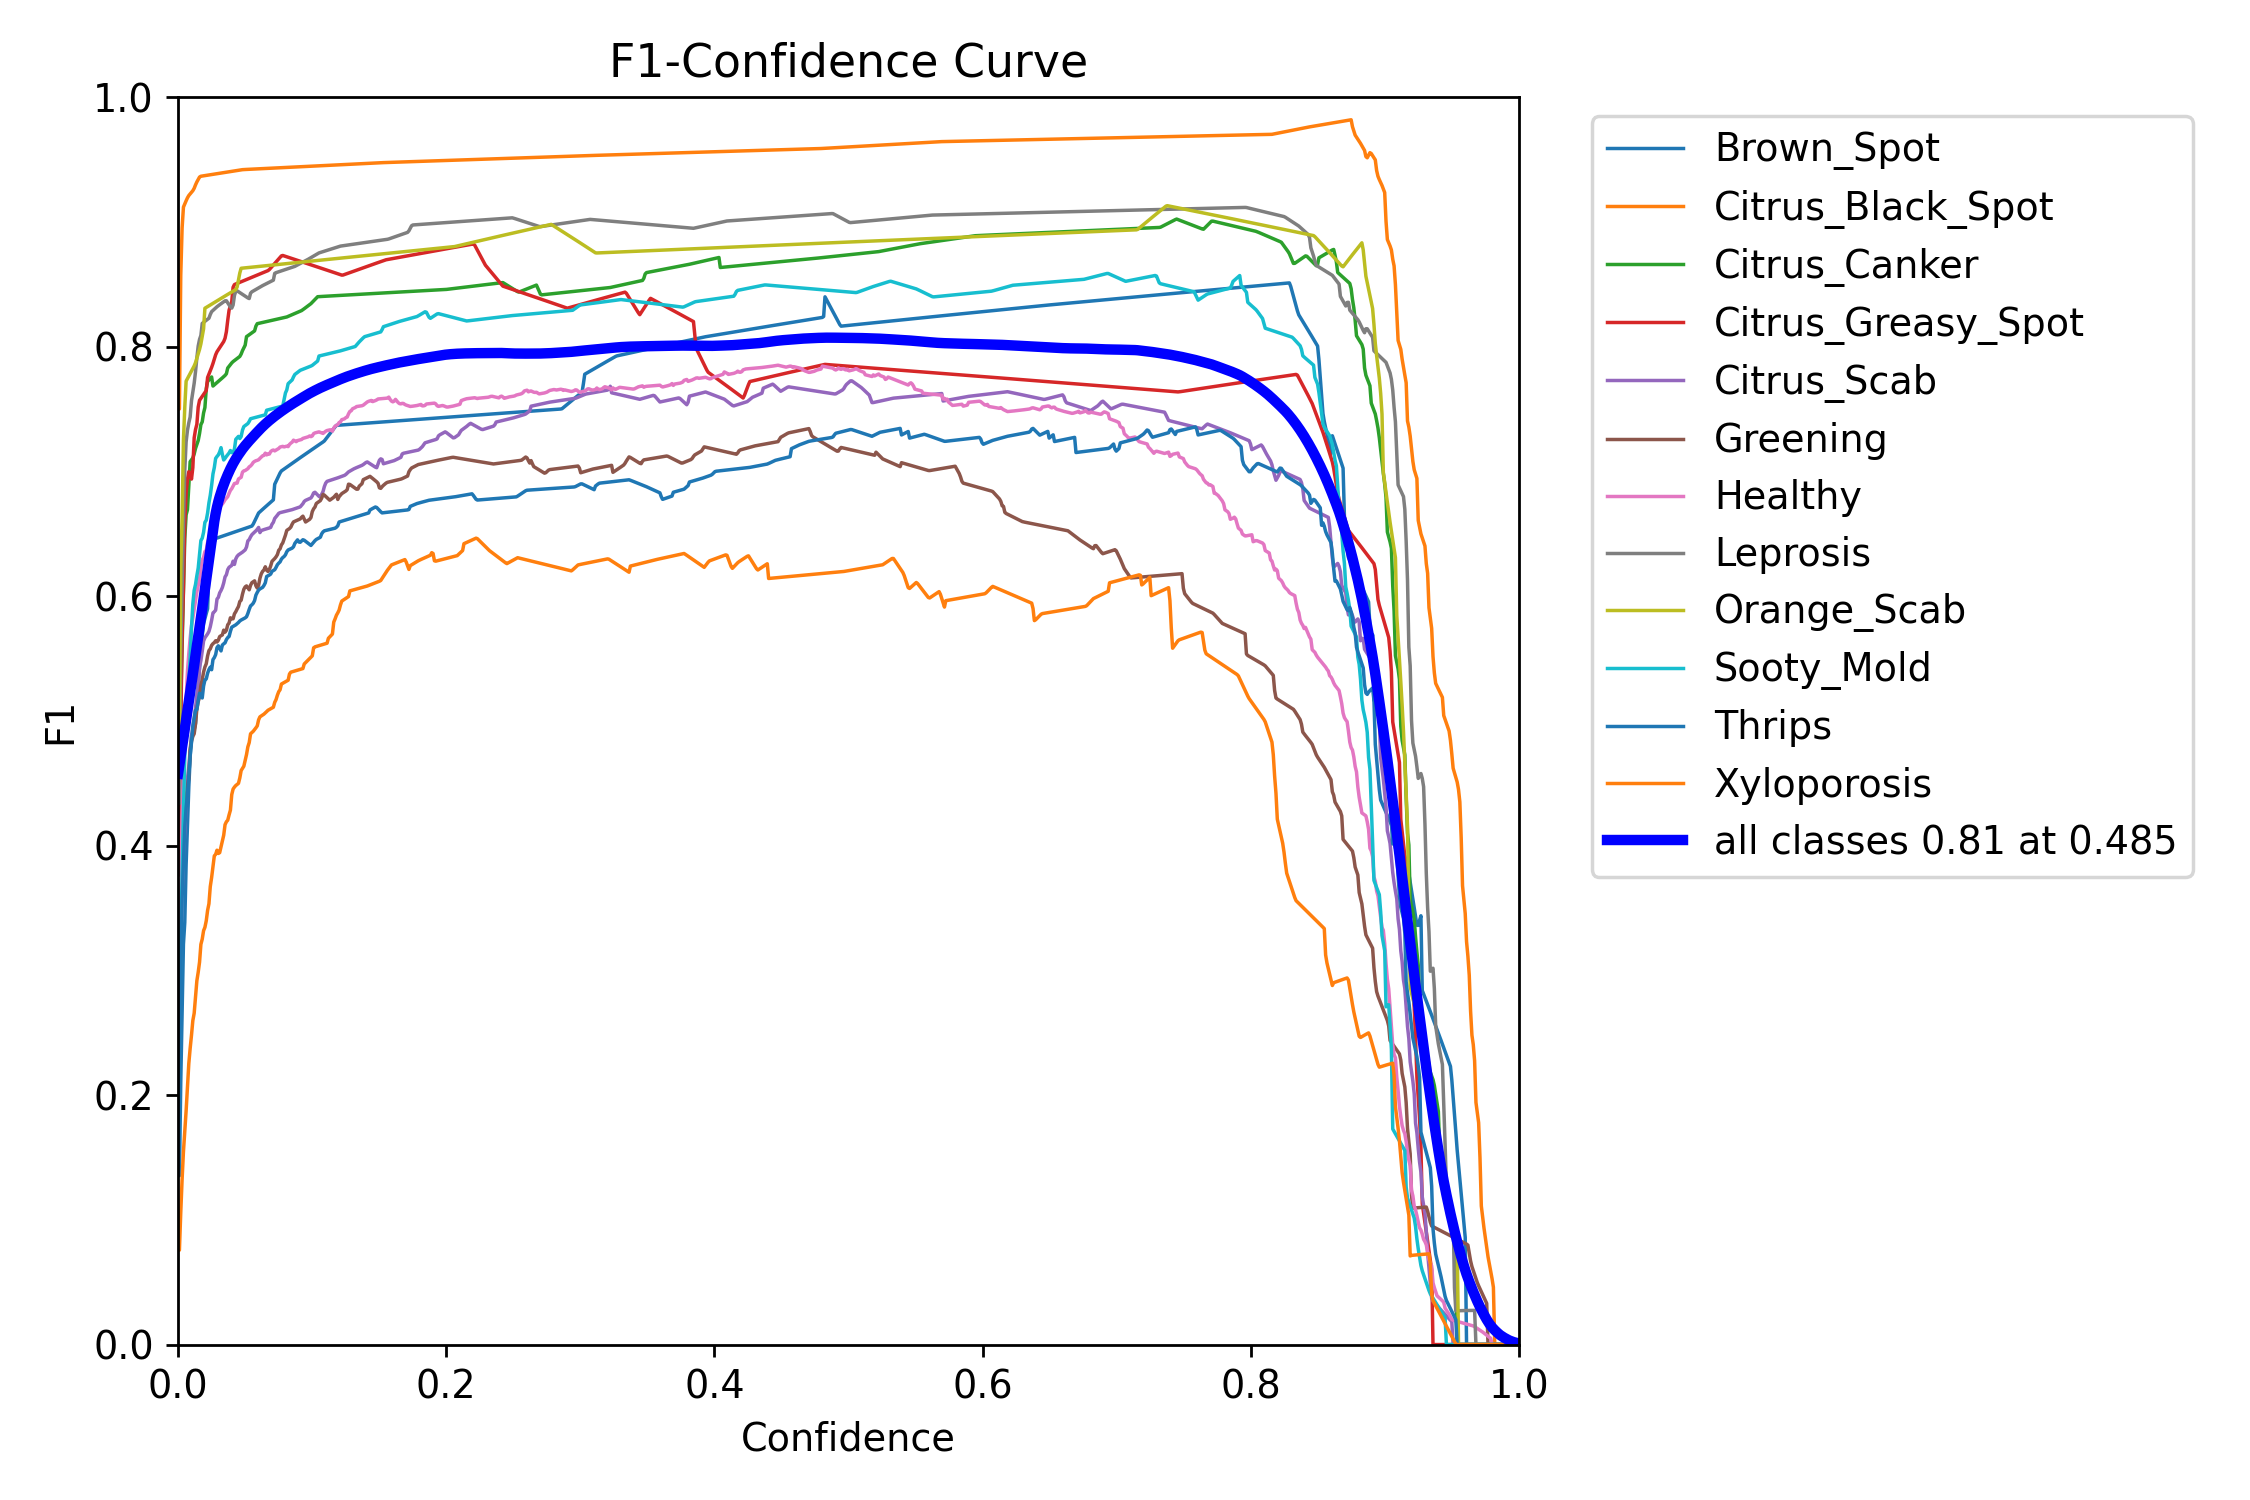 F1-Confidence Curve
1.0
0.8
0.6
0.4
0.2
0.0
F1
0.0 0.2 0.4 0.6 0.8 1.0
Confidence
Brown_Spot
Citrus_Black_Spot
Citrus_Canker
Citrus_Greasy_Spot
Citrus_Scab
Greening
Healthy
Leprosis
Orange_Scab
Sooty_Mold
Thrips
Xyloporosis
all classes 0.81 at 0.485